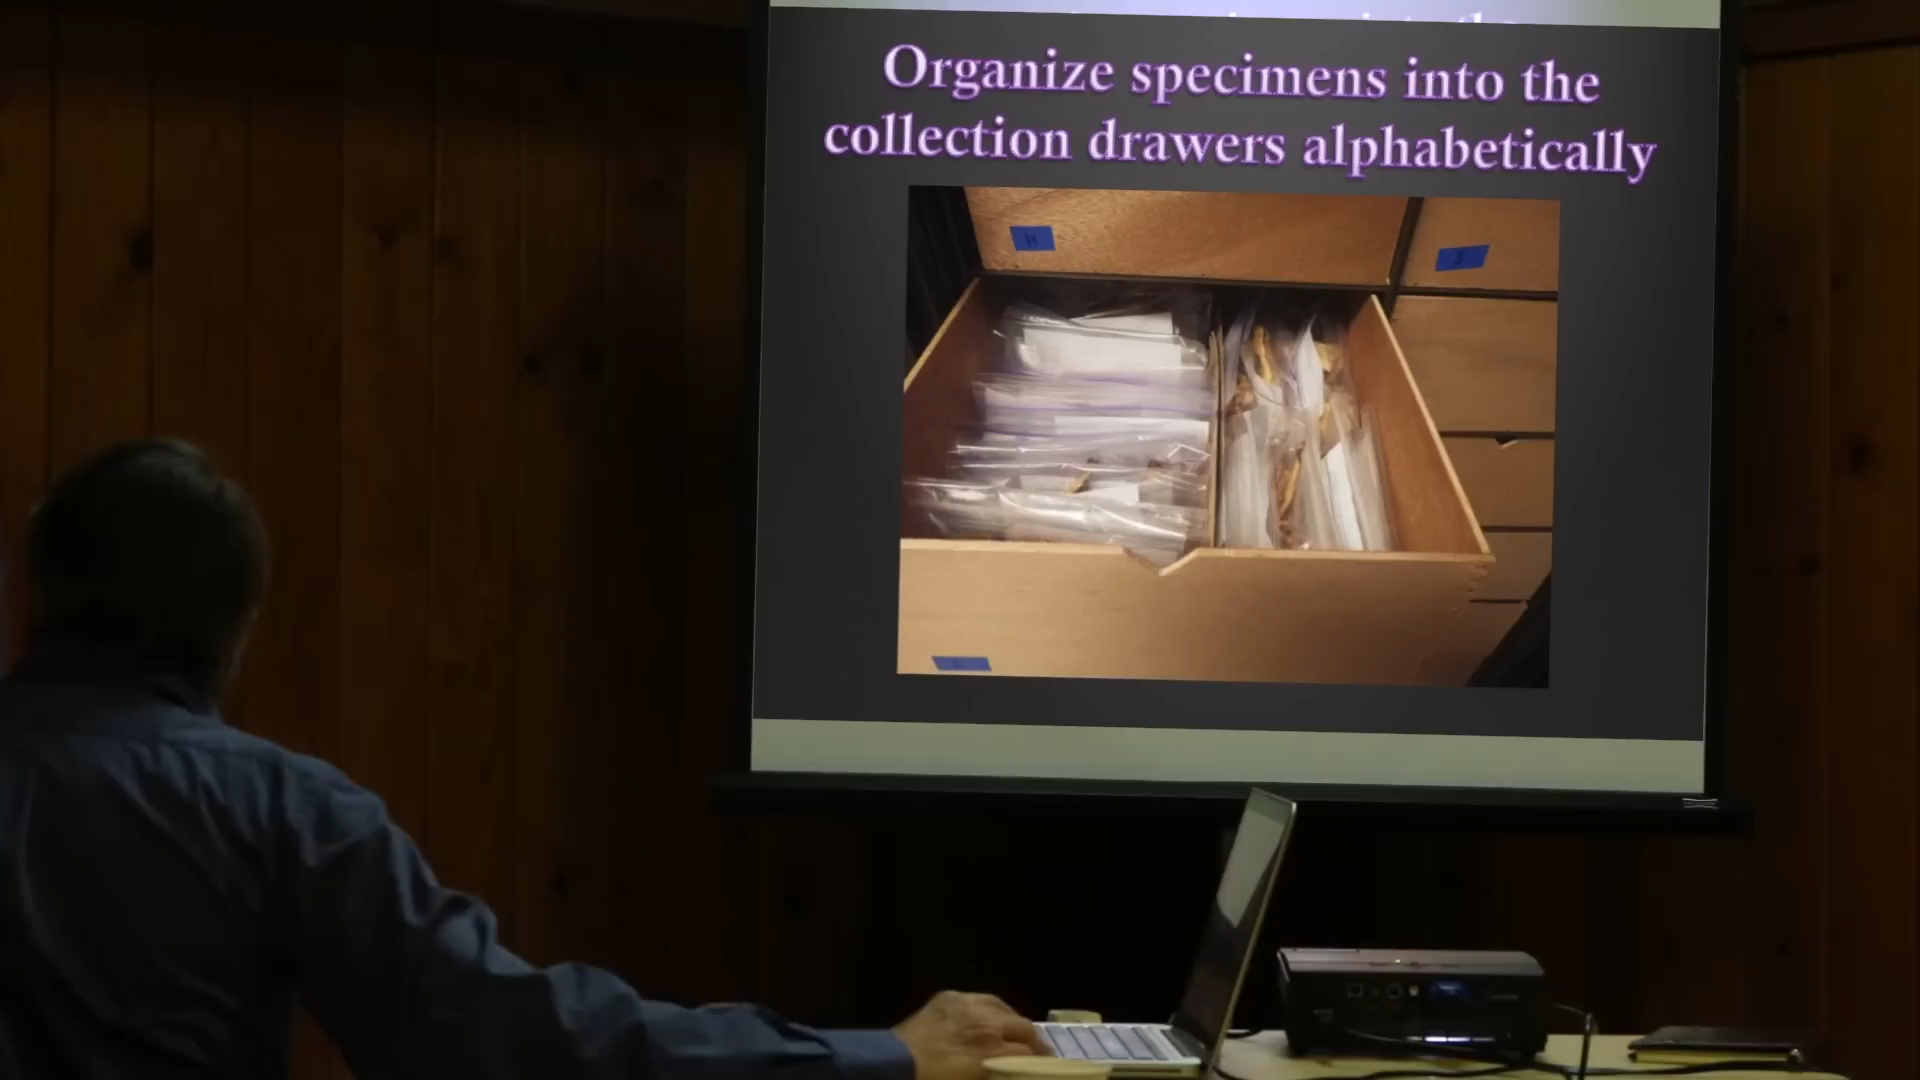 Organize specimens into the
collection drawers alphabetically